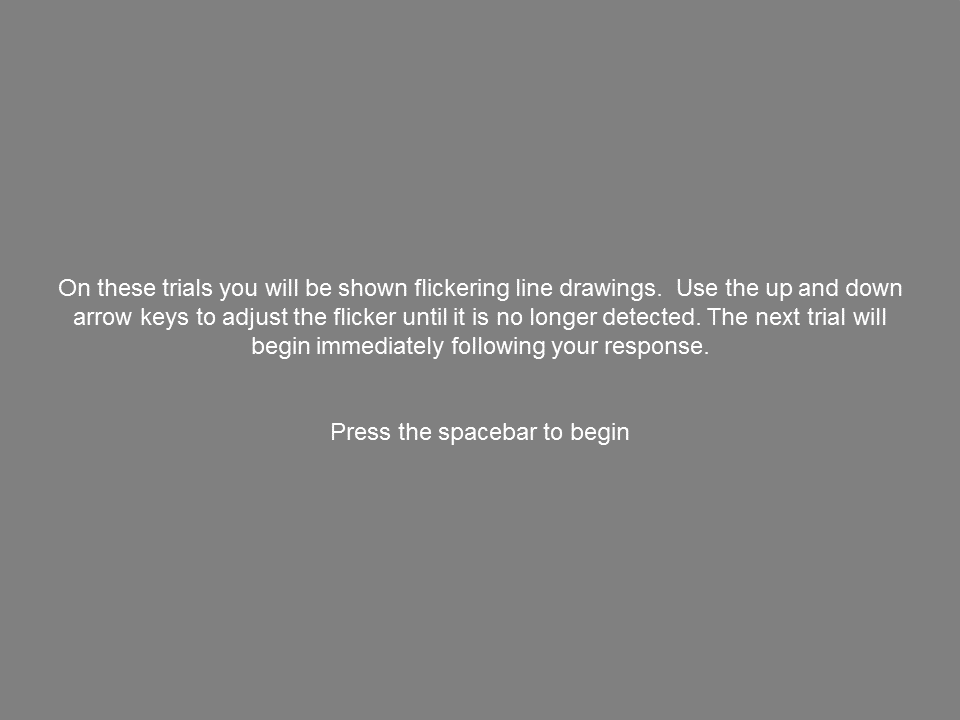 On these trials you will be shown flickering line drawings.  Use the up and down
arrow keys to adjust the flicker until it is no longer detected. The next trial will
begin immediately following your response.
Press the spacebar to begin